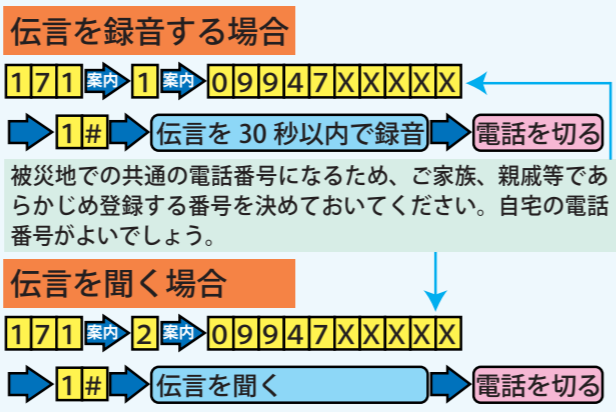 伝言を録音する場合
171 案内 1 案内 09947XXXXX
1# 伝言を 30 秒以内で録音 電話を切る
被災地での共通の電話番号になるため、ご家族、親戚等であ
らかじめ登録する番号を決めておいてください。自宅の電話
番号がよいでしょう。
伝言を聞く場合
171 案内 2 案内 09947XXXXX
1# 伝言を聞く 電話を切る